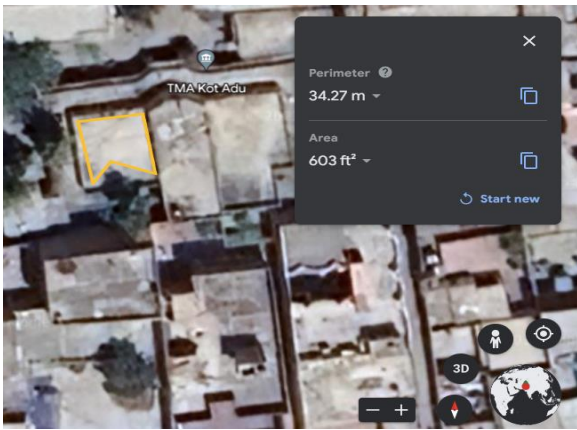 TMA Kot Adu
Perimeter
34.27 m
Area
603 ft²
Start new
3D